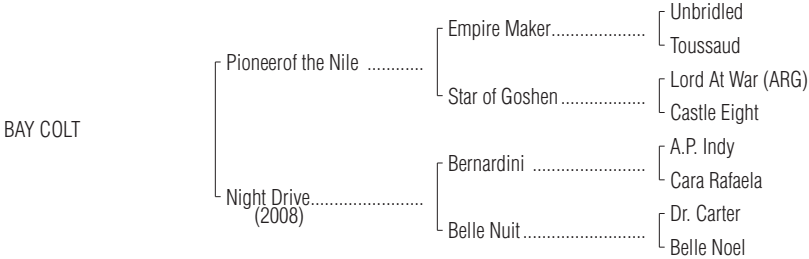 Unbridled
Empire Maker.....................
Toussaud
Pioneerof the Nile ............
Lord At War (ARG)
Star of Goshen...................
Castle Eight
BAY COLT
A.P. Indy
Bernardini .........................
Cara Rafaela
Night Drive.........................
(2008)
Dr. Carter
Belle Nuit...........................
Belle Noel